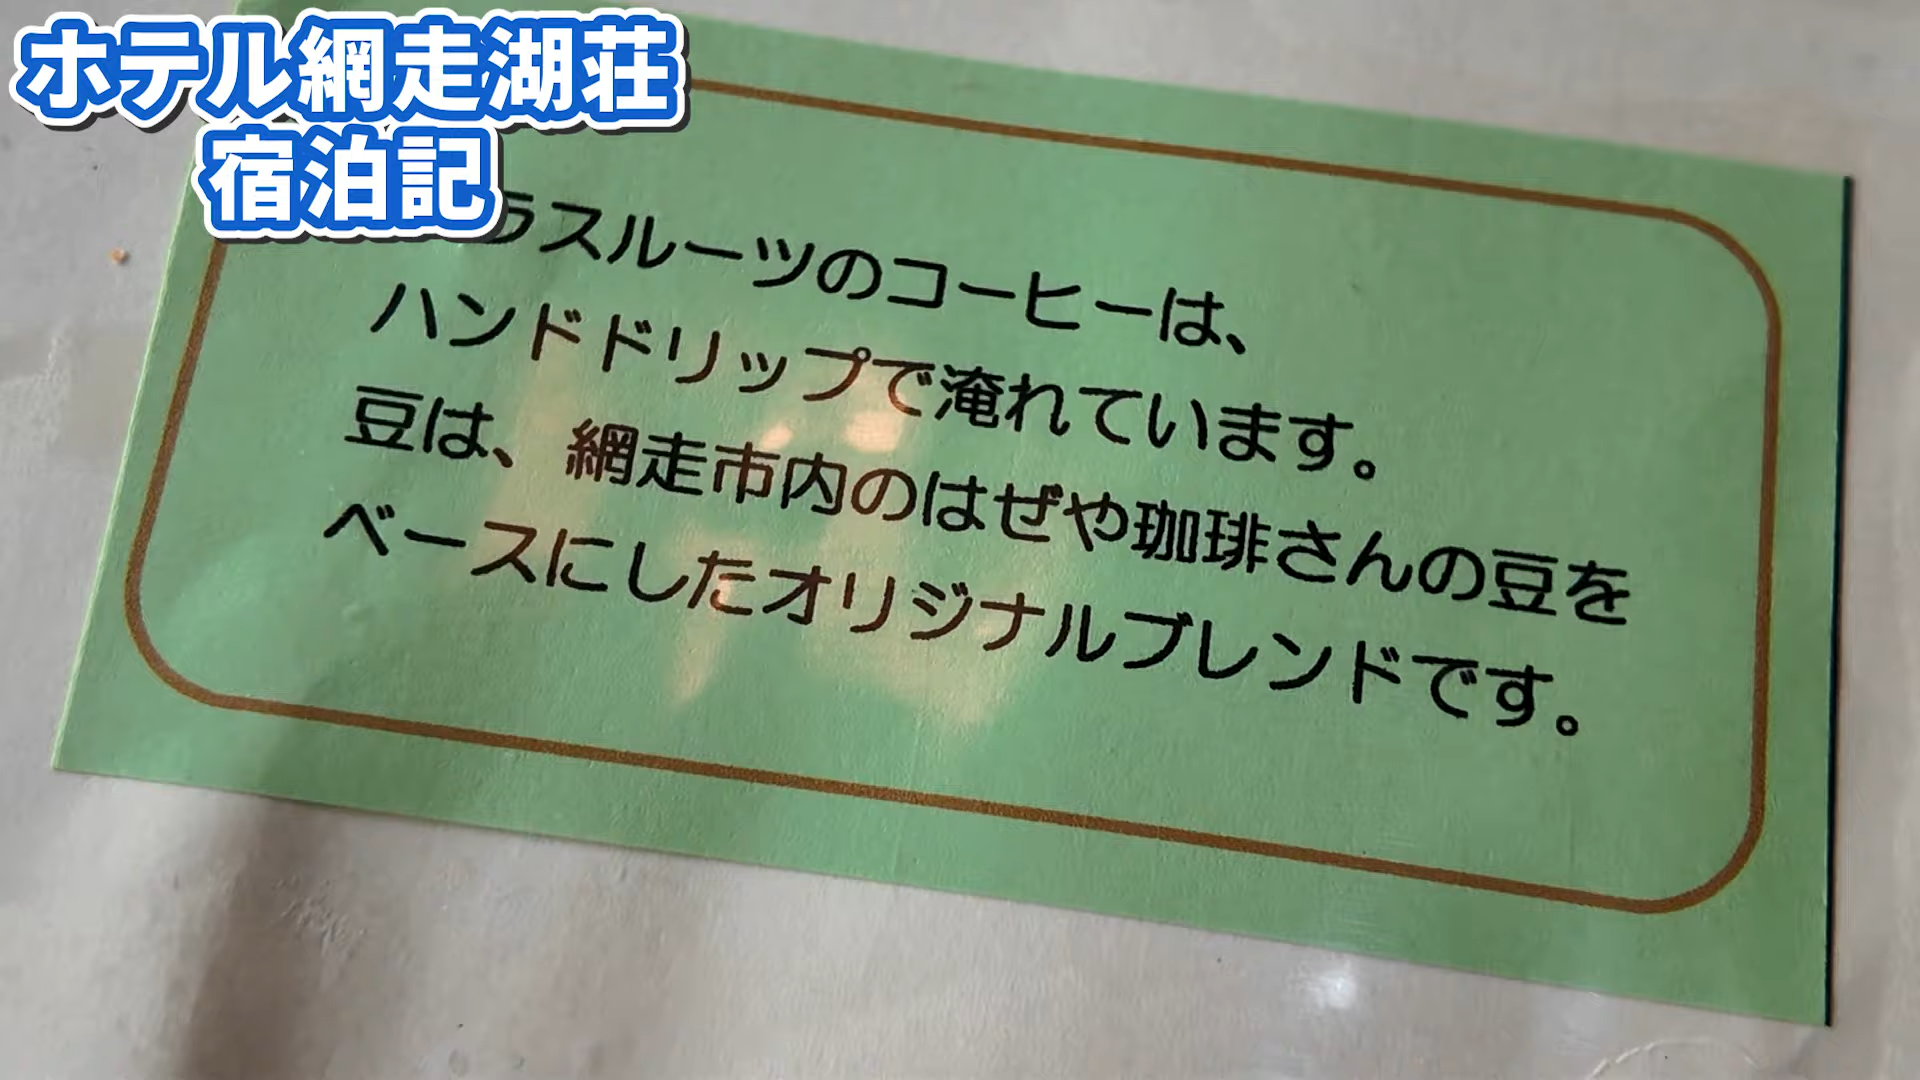 ホテル網走湖荘
宿泊記
ラスルーツのコーヒーは、
ハンドドリップで淹れています。
豆は、網走市内のはぜや珈琲さんの豆を
ベースにしたオリジナルブレンドです。